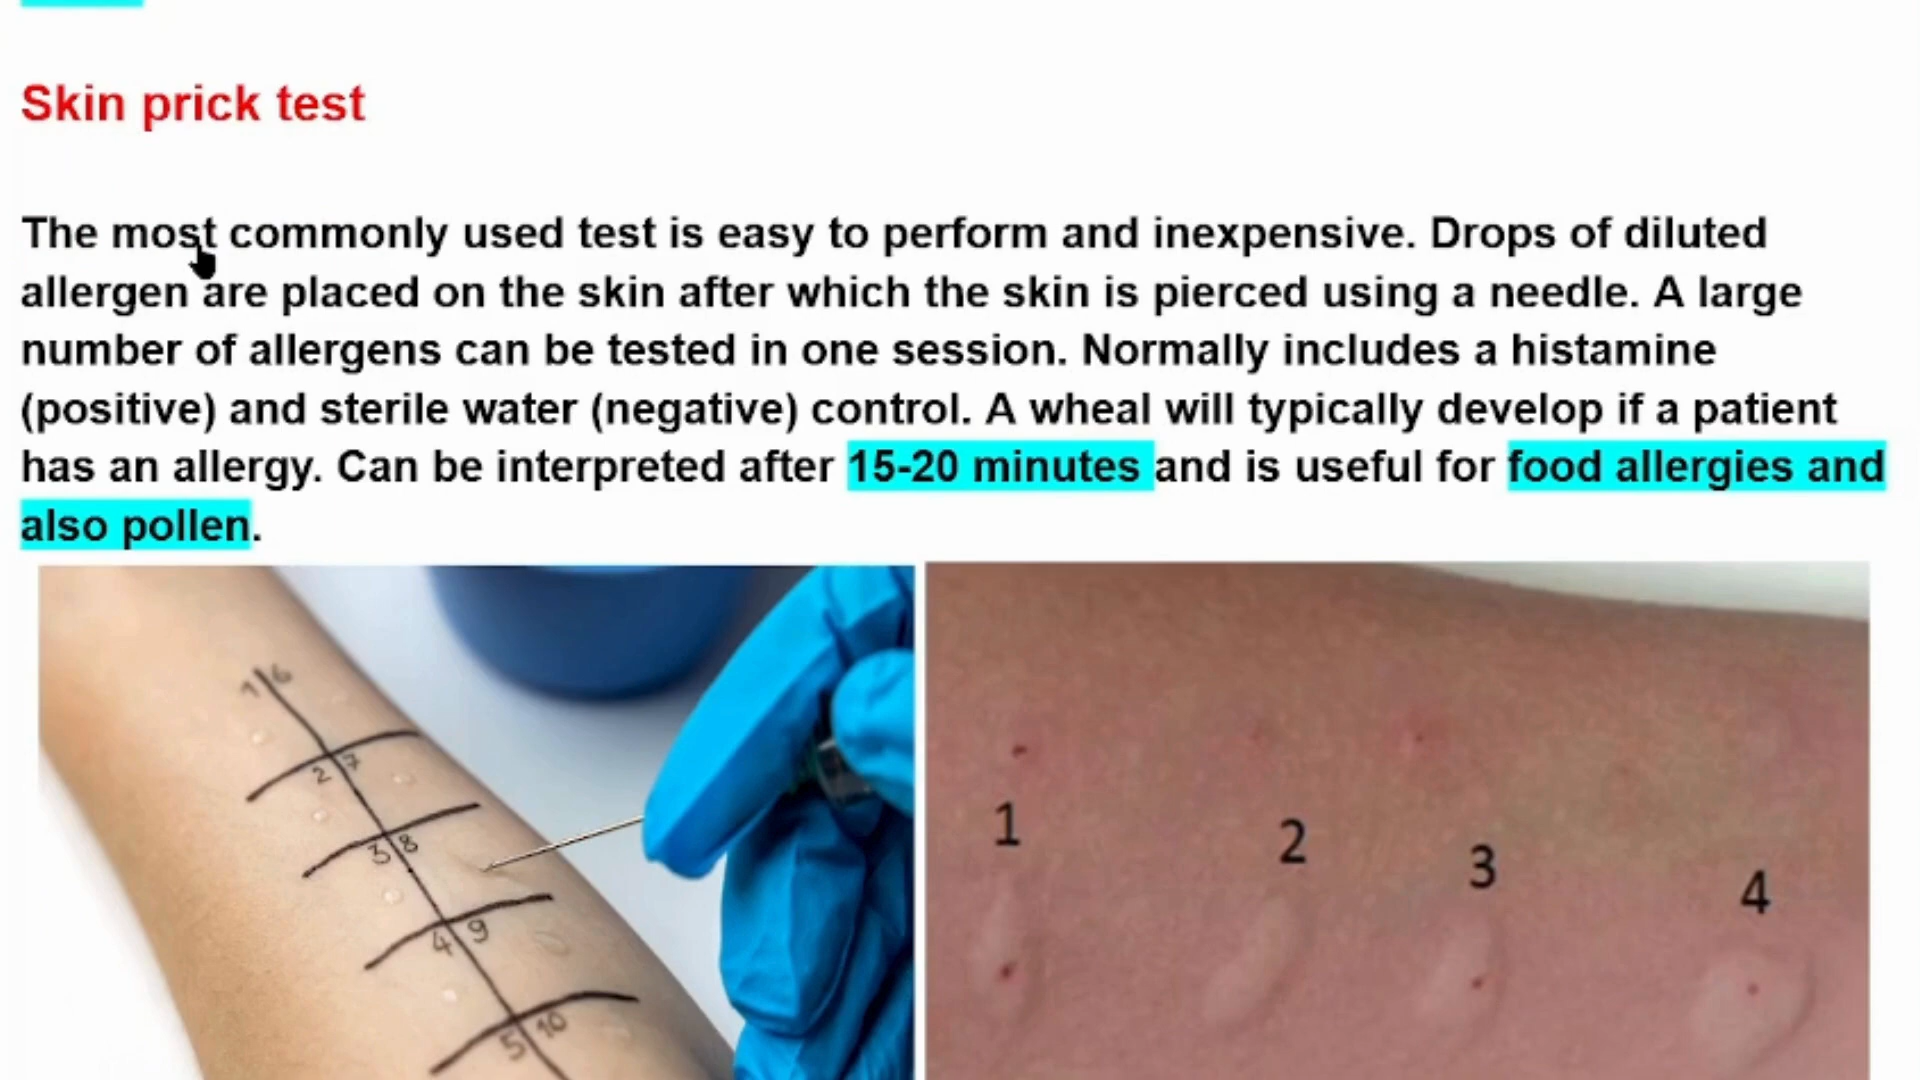 Skin prick test
The most commonly used test is easy to perform and inexpensive. Drops of diluted
allergen are placed on the skin after which the skin is pierced using a needle. A large
number of allergens can be tested in one session. Normally includes a histamine
(positive) and sterile water (negative) control. A wheal will typically develop if a patient
has an allergy. Can be interpreted after 15-20 minutes and is useful for food allergies and
also pollen.
1 6
2 7
3 8
4 9
5 10
1
2
3
4